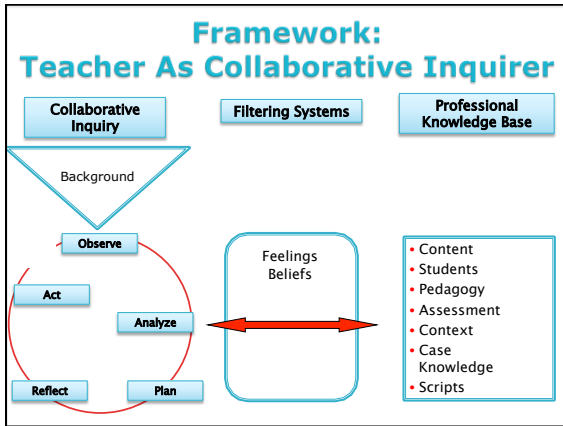 Framework:
Teacher As Collaborative Inquirer
Collaborative
Inquiry
Filtering Systems
Professional
Knowledge Base
Background
Observe
Act
Analyze
Reflect
Plan
Feelings
Beliefs
• Content
• Students
• Pedagogy
• Assessment
• Context
• Case
Knowledge
• Scripts